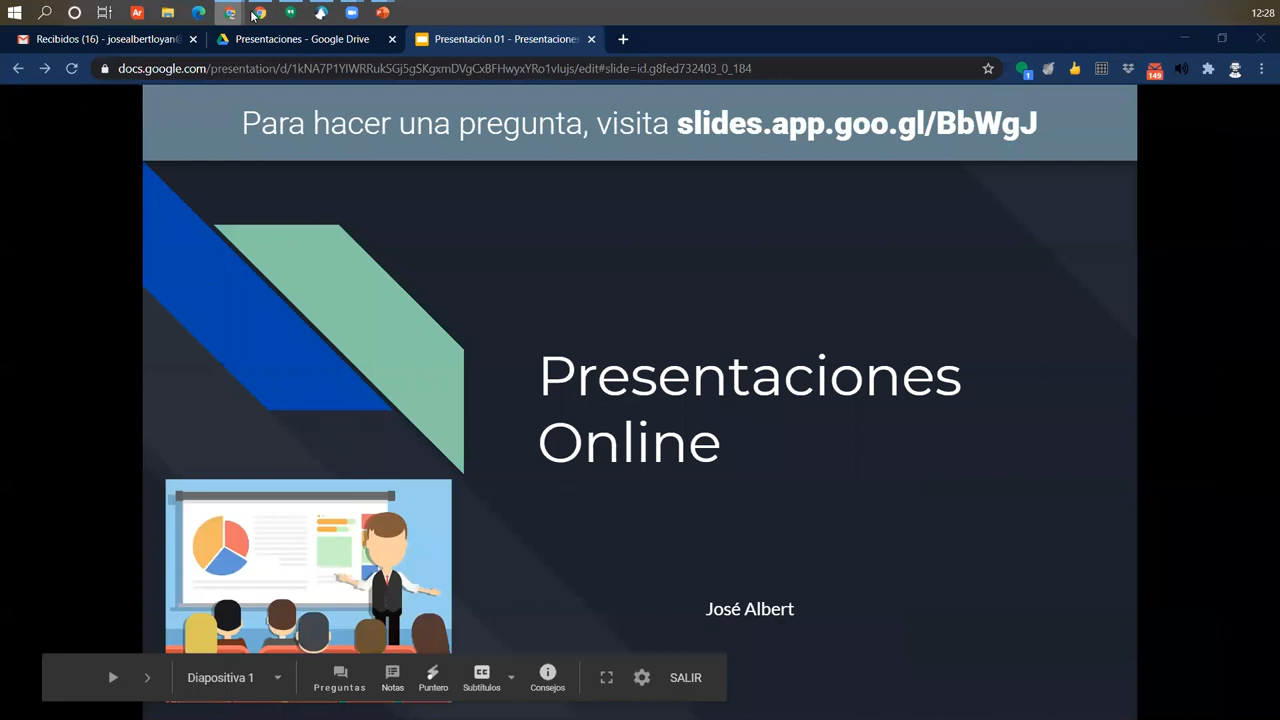 12:28
Recibidos (16) - josealbertloyan@
Presentaciones - Google Drive
Presentación 01 - Presentaciones
docs.google.com/presentation/d/1kNA7P1YIWRRukSGj5gSKgxmDVgCxBFHwyxYRo1vIujs/edit#slide=id.g8fed732403_0_184
1
149
Para hacer una pregunta, visita slides.app.goo.gl/BbWgJ
Presentaciones
Online
José Albert
Diapositiva 1
Preguntas
Notas
Puntero
Subtítulos
Consejos
SALIR